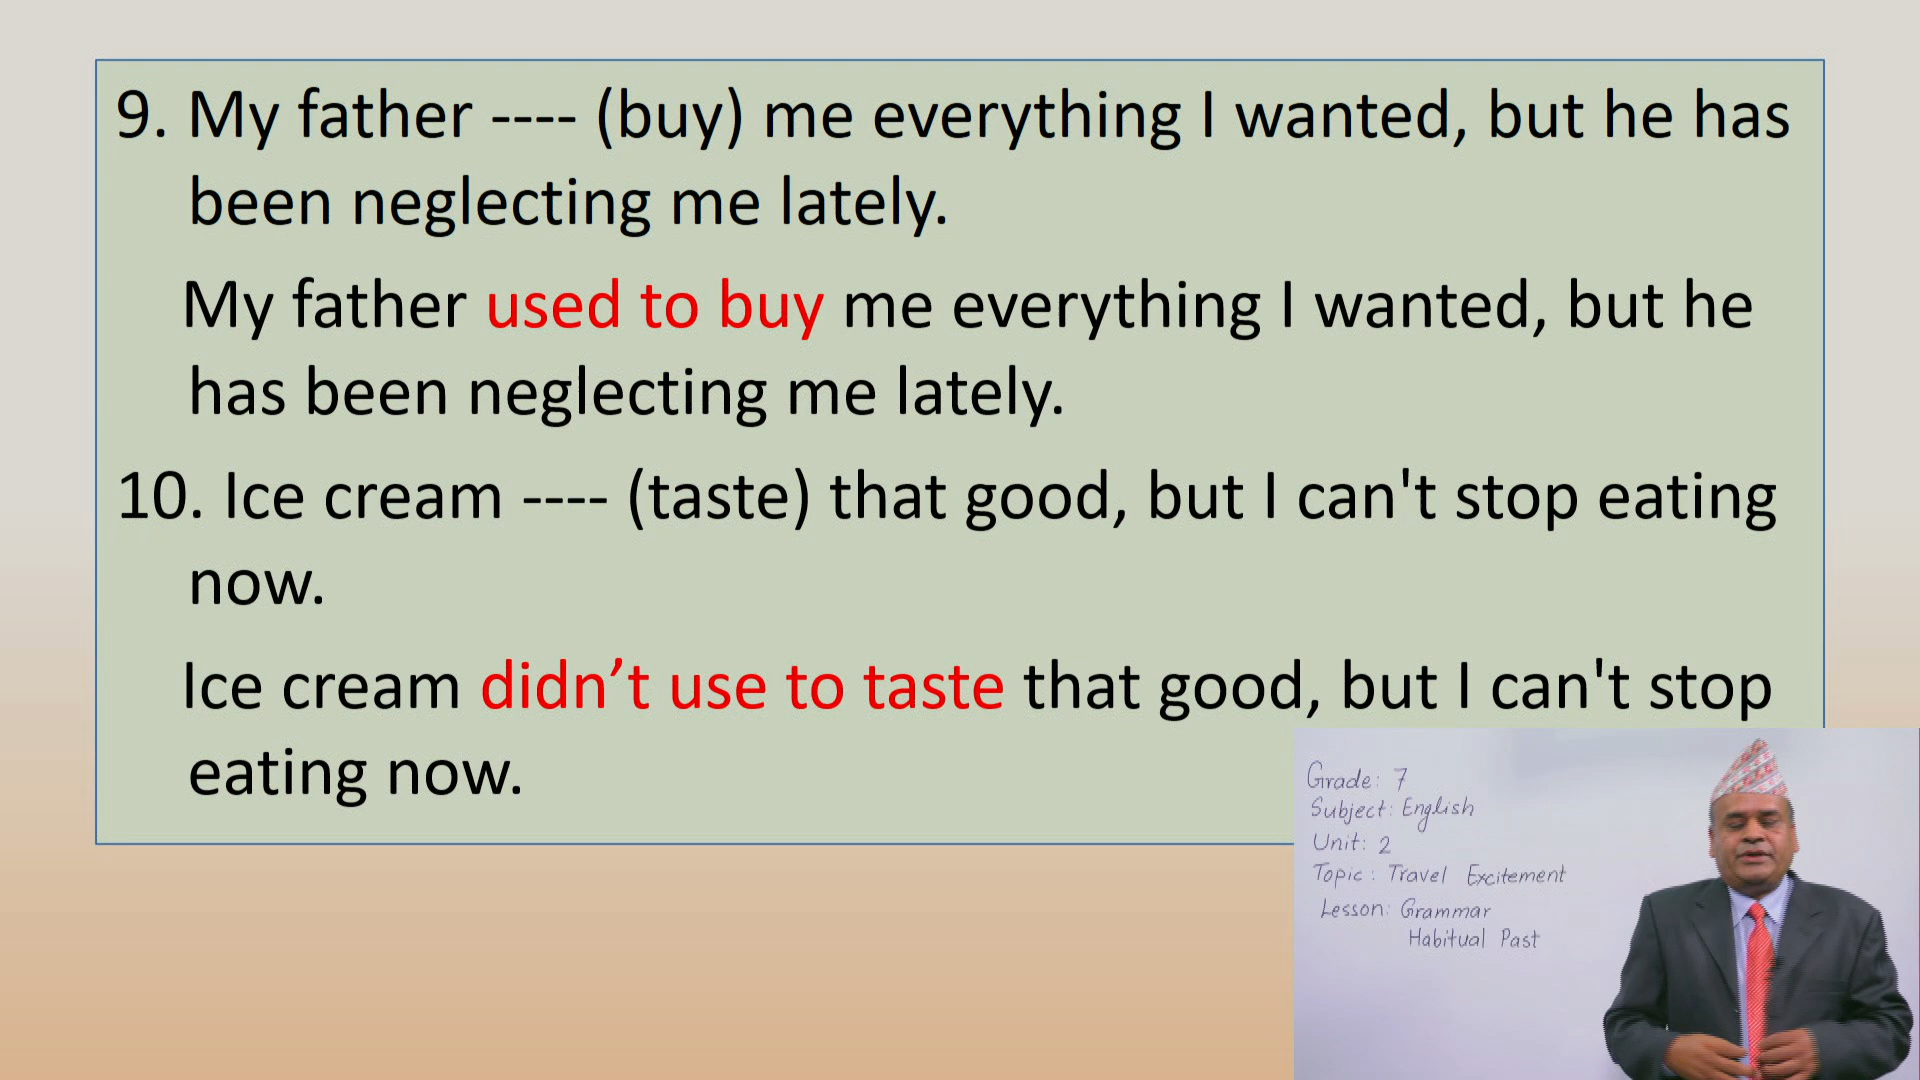 9. My father ---- (buy) me everything I wanted, but he has
been neglecting me lately.
My father used to buy me everything I wanted, but he
has been neglecting me lately.
10. Ice cream ---- (taste) that good, but I can't stop eating
now.
Ice cream didn’t use to taste that good, but I can't stop
eating now.
Grade: 7
Subject: English
Unit: 2
Topic: Travel Excitement
Lesson: Grammar
Habitual Past